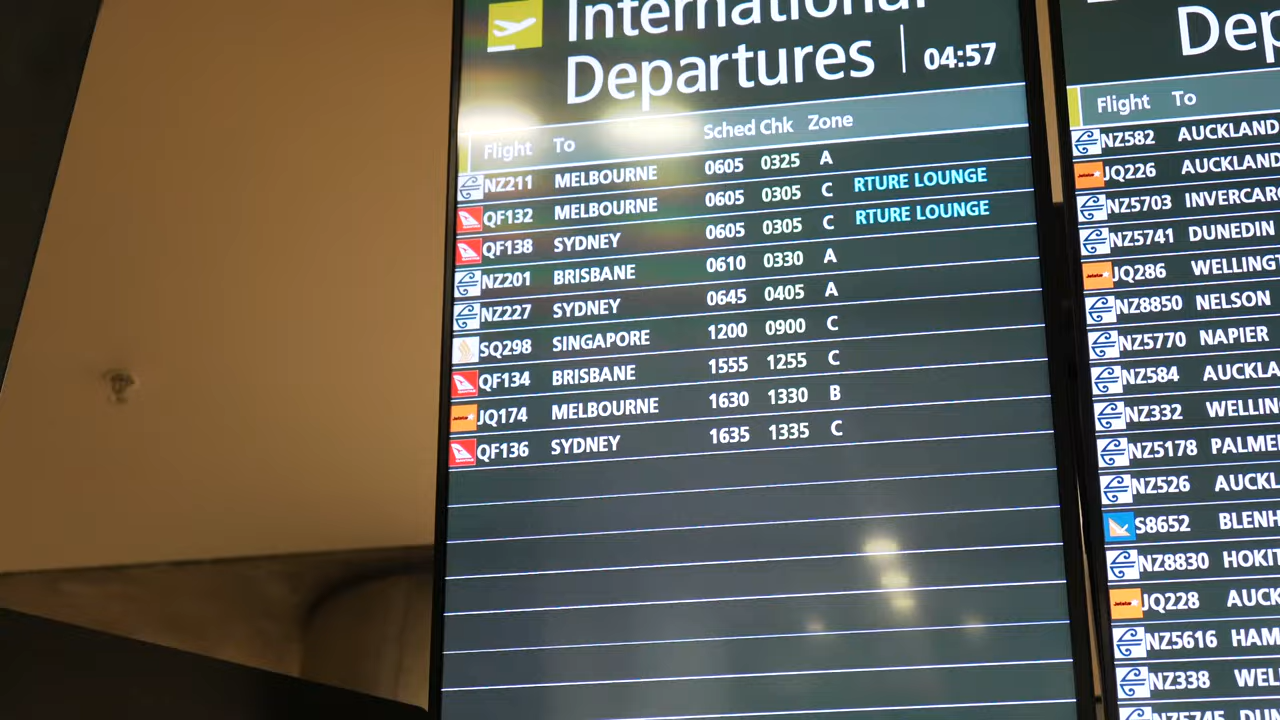 International
Departures 04:57
Flight To Sched Chk Zone
NZ211 MELBOURNE 0605 0325 A
QF132 MELBOURNE 0605 0305 C RTURE LOUNGE
QF138 SYDNEY 0605 0305 C RTURE LOUNGE
NZ201 BRISBANE 0610 0330 A
NZ227 SYDNEY 0645 0405 A
SQ298 SINGAPORE 1200 0900 C
QF134 BRISBANE 1555 1255 C
JQ174 MELBOURNE 1630 1330 B
QF136 SYDNEY 1635 1335 C
Dep
Flight To
NZ582 AUCKLAND
JQ226 AUCKLAND
NZ5703 INVERCAR
NZ5741 DUNEDIN
JQ286 WELLINGT
NZ8850 NELSON
NZ5770 NAPIER
NZ584 AUCKLA
NZ332 WELLIN
NZ5178 PALME
NZ526 AUCKL
S8652 BLENH
NZ8830 HOKIT
JQ228 AUCK
NZ5616 HAM
NZ338 WEL
NZ5745 DUN